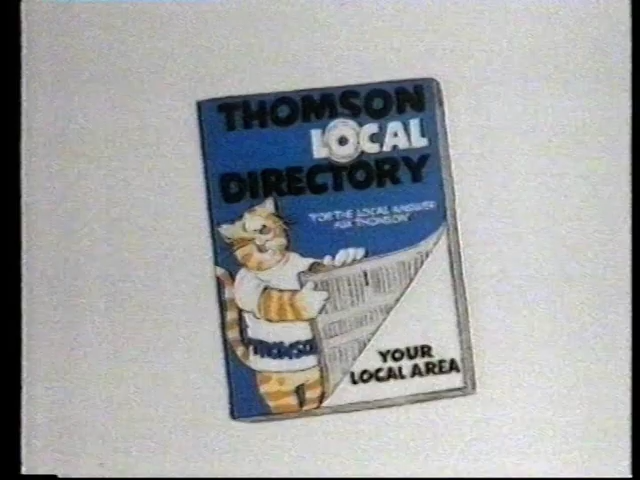 THOMSON
LOCAL
DIRECTORY
"FOR THE LOCAL ANSWER
ASK THOMSON"
THOMSON
YOUR
LOCAL AREA